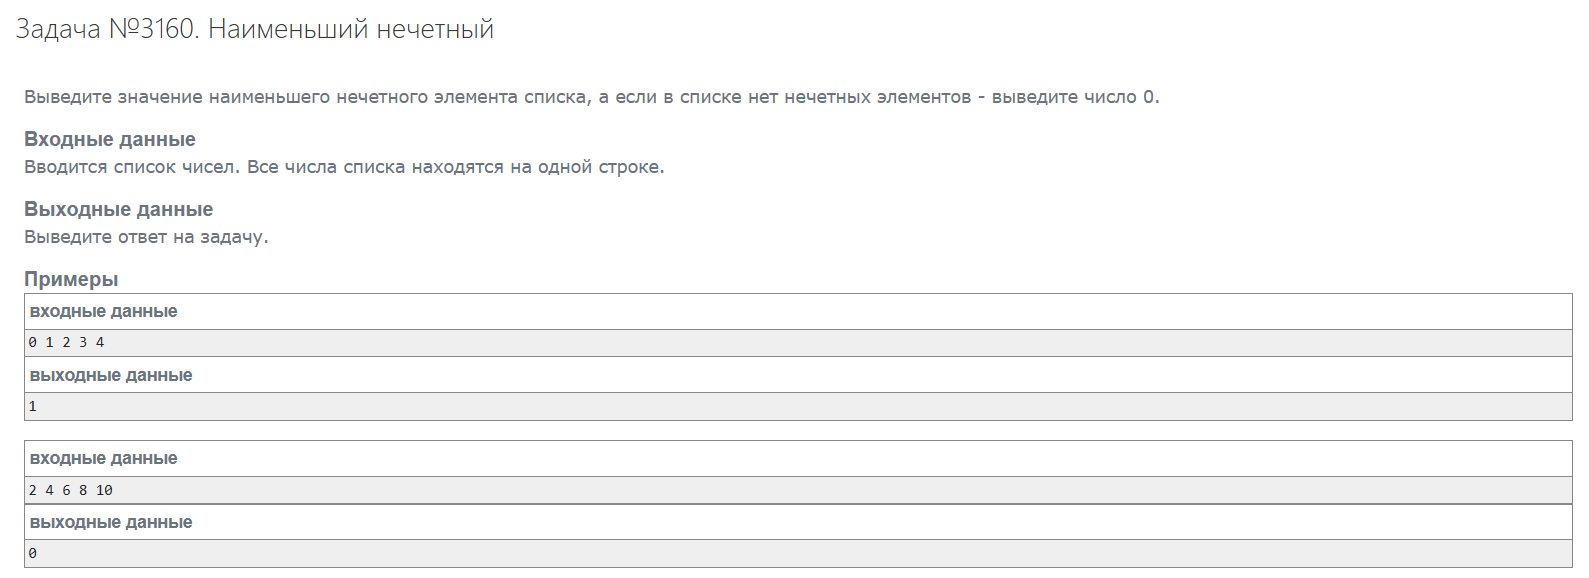 Задача №3160. Наименьший нечетный
Выведите значение наименьшего нечетного элемента списка, а если в списке нет нечетных элементов - выведите число 0.
Входные данные
Вводится список чисел. Все числа списка находятся на одной строке.
Выходные данные
Выведите ответ на задачу.
Примеры
входные данные
0 1 2 3 4
выходные данные
1
входные данные
2 4 6 8 10
выходные данные
0